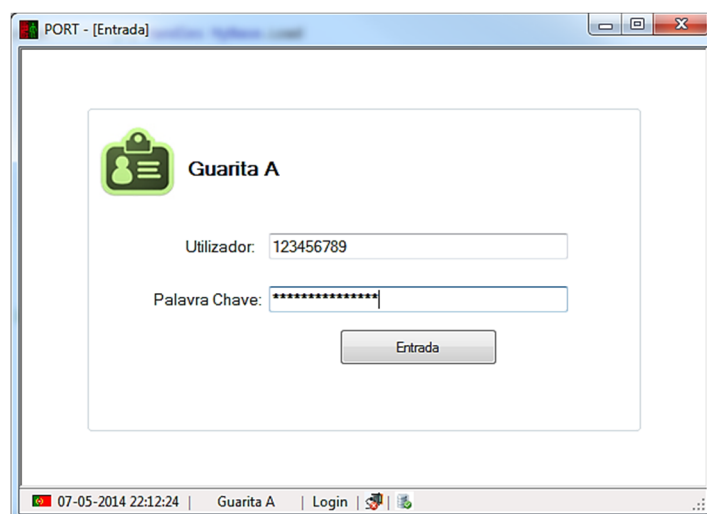 PORT - [Entrada]
Guarita A
Utilizador: 123456789
Palavra Chave: ***************
Entrada
07-05-2014 22:12:24 | Guarita A | Login | |